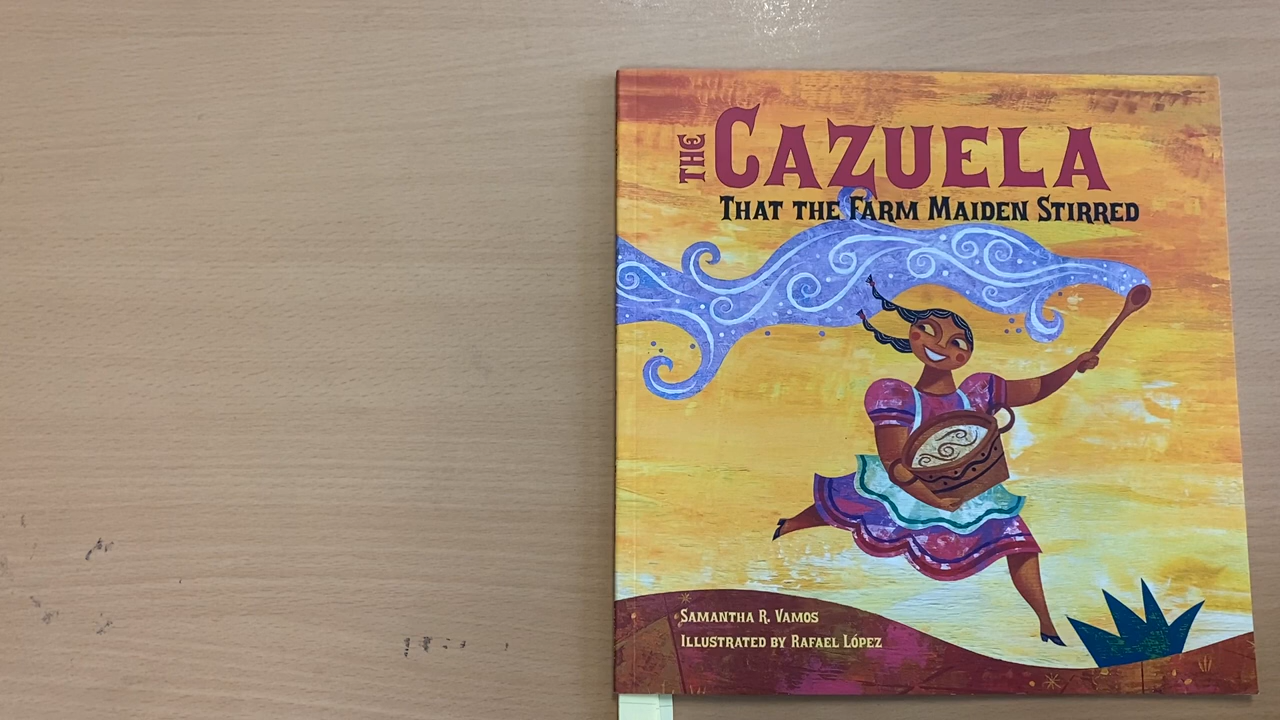 THE CAZUELA
THAT THE FARM MAIDEN STIRRED
SAMANTHA R. VAMOS
ILLUSTRATED BY RAFAEL LÓPEZ